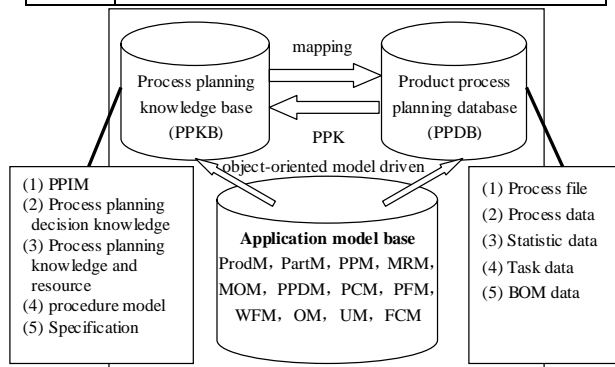 mapping
Process planning
knowledge base
(PPKB)
Product process
planning database
(PPDB)
PPK
object-oriented model driven
(1) PPIM
(2) Process planning
decision knowledge
(3) Process planning
knowledge and
resource
(4) procedure model
(5) Specification
Application model base
ProdM, PartM, PPM, MRM,
MOM, PPDM, PCM, PFM,
WFM, OM, UM, FCM
(1) Process file
(2) Process data
(3) Statistic data
(4) Task data
(5) BOM data